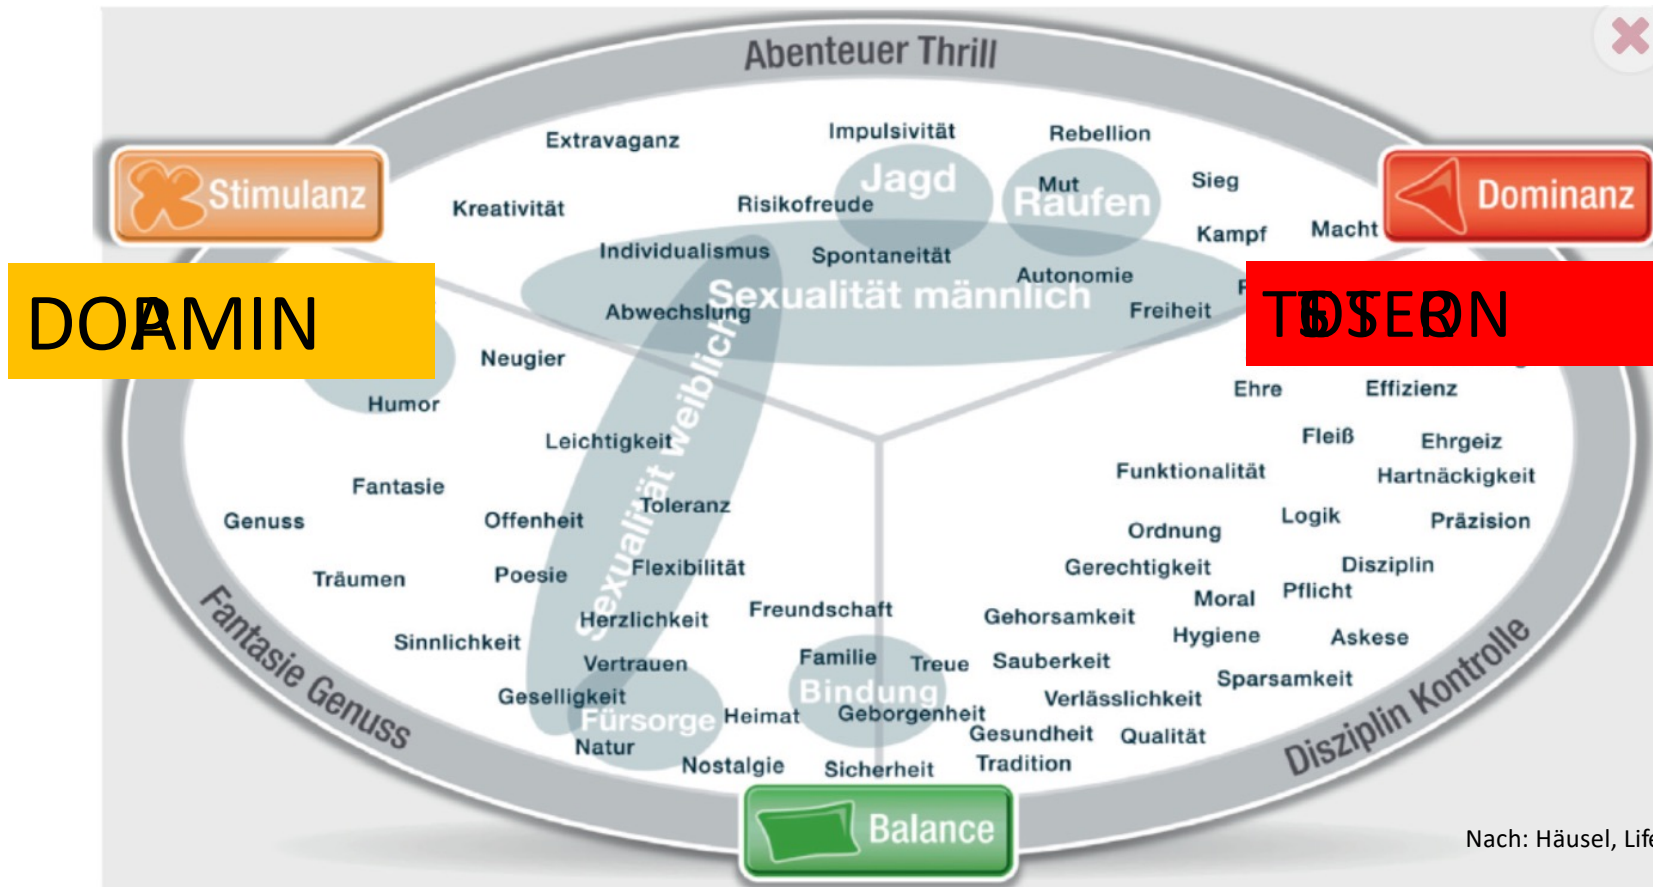 Abenteuer Thrill
Extravaganz
Impulsivität
Rebellion
Stimulanz
Jagd
Mut
Raufen
Sieg
Dominanz
Kreativität
Risikofreude
Kampf
Macht
Individualismus
Spontaneität
Autonomie
Sexualität männlich
Abwechslung
Freiheit
DOPAMIN
Neugier
Humor
Ehre
Effizienz
Leichtigkeit
Sexualität weiblich
Fleiß
Ehrgeiz
Funktionalität
Hartnäckigkeit
Fantasie
Toleranz
Genuss
Offenheit
Logik
Präzision
Ordnung
Träumen
Poesie
Flexibilität
Gerechtigkeit
Disziplin
Moral
Pflicht
Herzlichkeit
Freundschaft
Gehorsamkeit
Hygiene
Askese
Sinnlichkeit
Vertrauen
Familie
Treue
Sauberkeit
Sparsamkeit
Geselligkeit
Bindung
Verlässlichkeit
Fürsorge
Heimat
Geborgenheit
Gesundheit
Qualität
Natur
Nostalgie
Sicherheit
Tradition
Fantasie Genuss
Disziplin Kontrolle
Balance
Nach: Häusel, Life